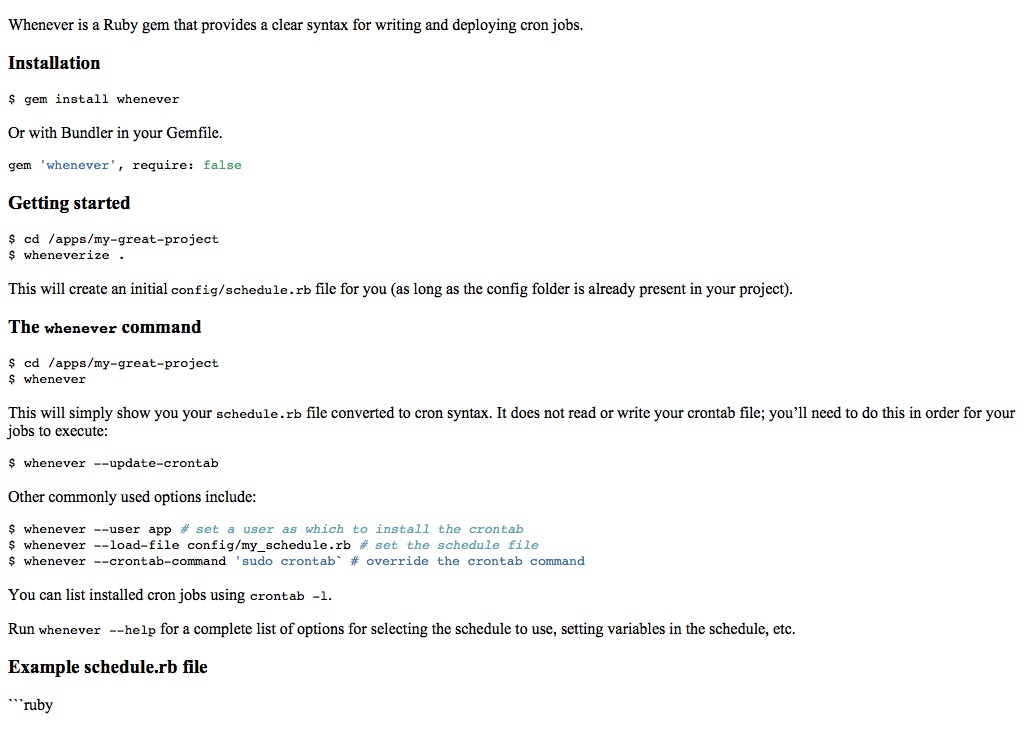 Whenever is a Ruby gem that provides a clear syntax for writing and deploying cron jobs.
Installation
$ gem install whenever
Or with Bundler in your Gemfile.
gem 'whenever', require: false
Getting started
$ cd /apps/my-great-project
$ wheneverize .
This will create an initial config/schedule.rb file for you (as long as the config folder is already present in your project).
The whenever command
$ cd /apps/my-great-project
$ whenever
This will simply show you your schedule.rb file converted to cron syntax. It does not read or write your crontab file; you’ll need to do this in order for your
jobs to execute:
$ whenever --update-crontab
Other commonly used options include:
$ whenever --user app # set a user as which to install the crontab
$ whenever --load-file config/my_schedule.rb # set the schedule file
$ whenever --crontab-command 'sudo crontab` # override the crontab command
You can list installed cron jobs using crontab -l.
Run whenever --help for a complete list of options for selecting the schedule to use, setting variables in the schedule, etc.
Example schedule.rb file
```ruby